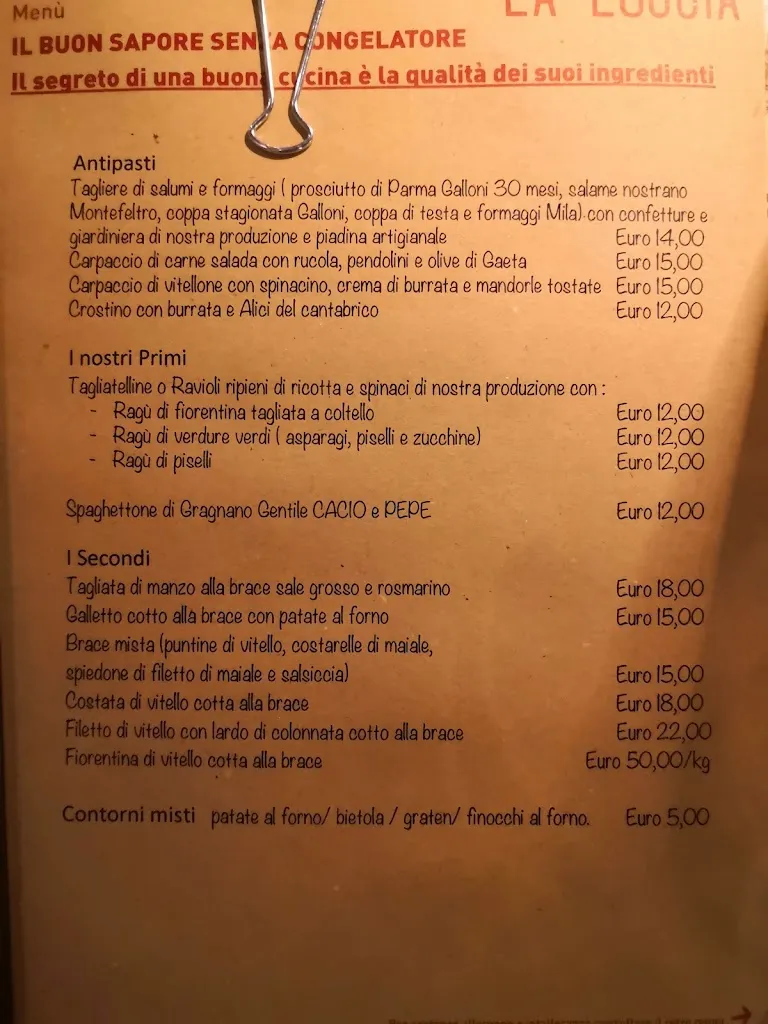 Menù
IL BUON SAPORE SENZA CONGELATORE
Il segreto di una buona cucina è la qualità dei suoi ingredienti
Antipasti
Tagliere di salumi e formaggi ( prosciutto di Parma Galloni 30 mesi, salame nostrano
Montefeltro, coppa stagionata Galloni, coppa di testa e formaggi Mila) con confetture e
giardiniera di nostra produzione e piadina artigianale Euro 14,00
Carpaccio di carne salada con rucola, pendolini e olive di Gaeta Euro 15,00
Carpaccio di vitellone con spinacino, crema di burrata e mandorle tostate Euro 15,00
Crostino con burrata e Alici del cantabrico Euro 12,00
I nostri Primi
Tagliatelline o Ravioli ripieni di ricotta e spinaci di nostra produzione con :
- Ragù di fiorentina tagliata a coltello Euro 12,00
- Ragù di verdure verdi ( asparagi, piselli e zucchine) Euro 12,00
- Ragù di piselli Euro 12,00
Spaghettone di Gragnano Gentile CACIO e PEPE Euro 12,00
I Secondi
Tagliata di manzo alla brace sale grosso e rosmarino Euro 18,00
Galletto cotto alla brace con patate al forno Euro 15,00
Brace mista (puntine di vitello, costarelle di maiale,
spiedone di filetto di maiale e salsiccia) Euro 15,00
Costata di vitello cotta alla brace Euro 18,00
Filetto di vitello con lardo di colonnata cotto alla brace Euro 22,00
Fiorentina di vitello cotta alla brace Euro 50,00/kg
Contorni misti patate al forno/ bietola / graten/ finocchi al forno. Euro 5,00